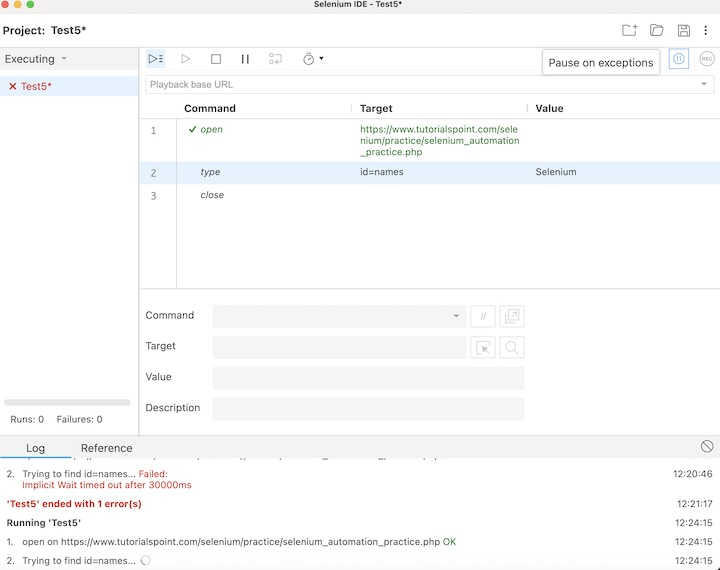 Selenium IDE - Test5*
Project: Test5*
Executing
Pause on exceptions
REC
Test5*
Playback base URL
Command Target Value
1 open https://www.tutorialspoint.com/sele
nium/practice/selenium_automation
_practice.php
2 type id=names Selenium
3 close
Command //
Target
Value
Description
Runs: 0 Failures: 0
Log Reference
2. Trying to find id=names... Failed: 12:20:46
Implicit Wait timed out after 30000ms
'Test5' ended with 1 error(s) 12:21:17
Running 'Test5' 12:24:15
1. open on https://www.tutorialspoint.com/selenium/practice/selenium_automation_practice.php OK 12:24:15
2. Trying to find id=names... 12:24:15